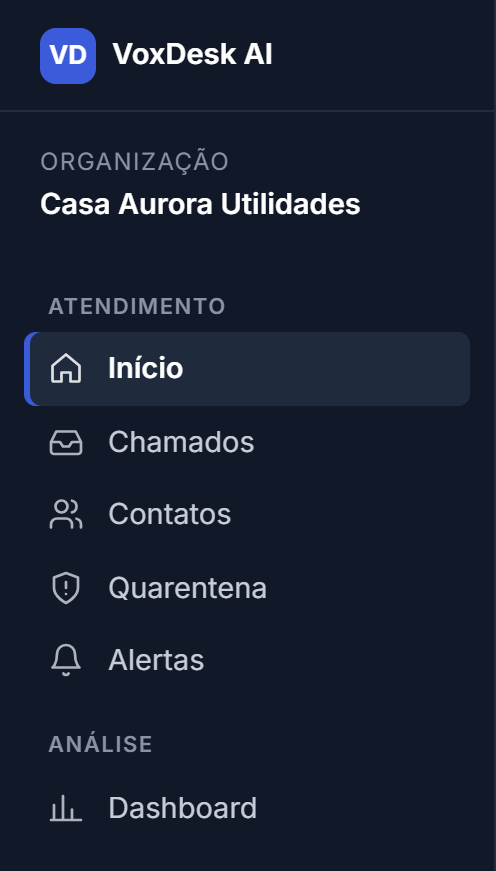 VD VoxDesk AI
ORGANIZAÇÃO
Casa Aurora Utilidades
ATENDIMENTO
Início
Chamados
Contatos
Quarentena
Alertas
ANÁLISE
Dashboard